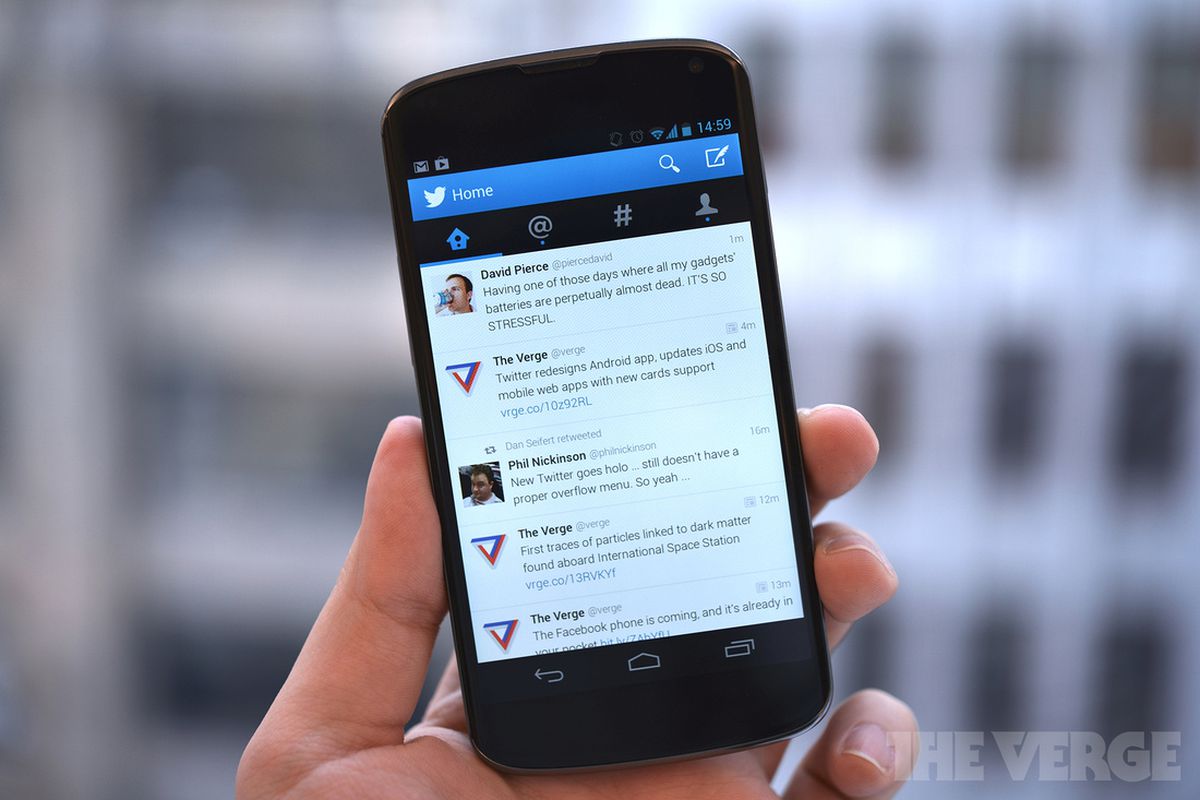 14:59
Home
@
#
1m
David Pierce @piercedavid
Having one of those days where all my gadgets'
batteries are perpetually almost dead. IT'S SO
STRESSFUL.
4m
The Verge @verge
Twitter redesigns Android app, updates iOS and
mobile web apps with new cards support
vrge.co/10z92RL
Dan Seifert retweeted
16m
Phil Nickinson @philnickinson
New Twitter goes holo ... still doesn't have a
proper overflow menu. So yeah ...
12m
The Verge @verge
First traces of particles linked to dark matter
found aboard International Space Station
vrge.co/13RVKYf
13m
The Verge @verge
The Facebook phone is coming, and it's already in
your pocket
THE VERGE